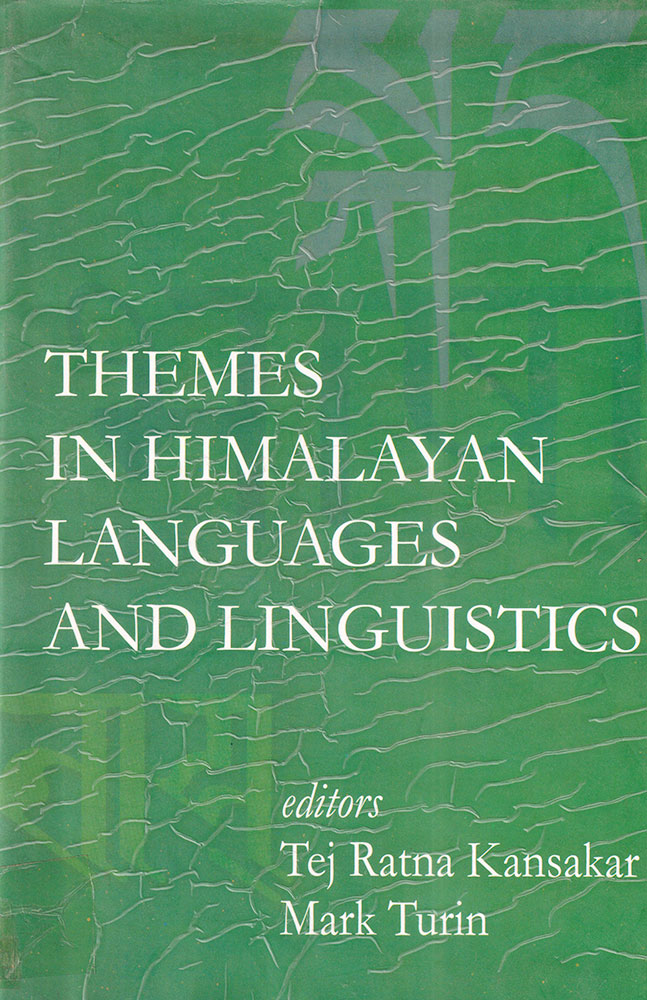 THEMES
IN HIMALAYAN
LANGUAGES
AND LINGUISTICS
editors
Tej Ratna Kansakar
Mark Turin